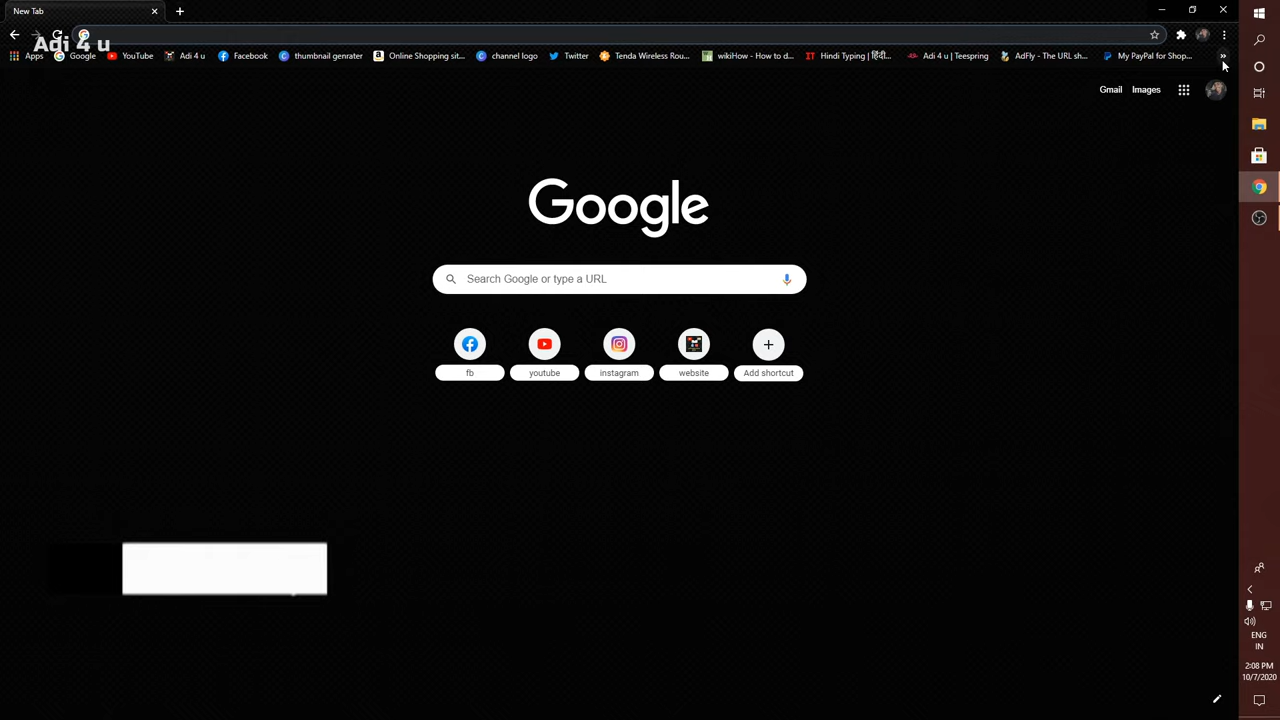 New Tab
Adi 4 u
Apps Google YouTube Adi 4 u Facebook thumbnail genrater Online Shopping sit... channel logo Twitter Tenda Wireless Rou... wikiHow - How to d... Hindi Typing | हिंदी... Adi 4 u | Teespring AdFly - The URL sh... My PayPal for Shop... »
Gmail Images
Google
Search Google or type a URL
fb youtube instagram website Add shortcut
ENG
IN
2:08 PM
10/7/2020